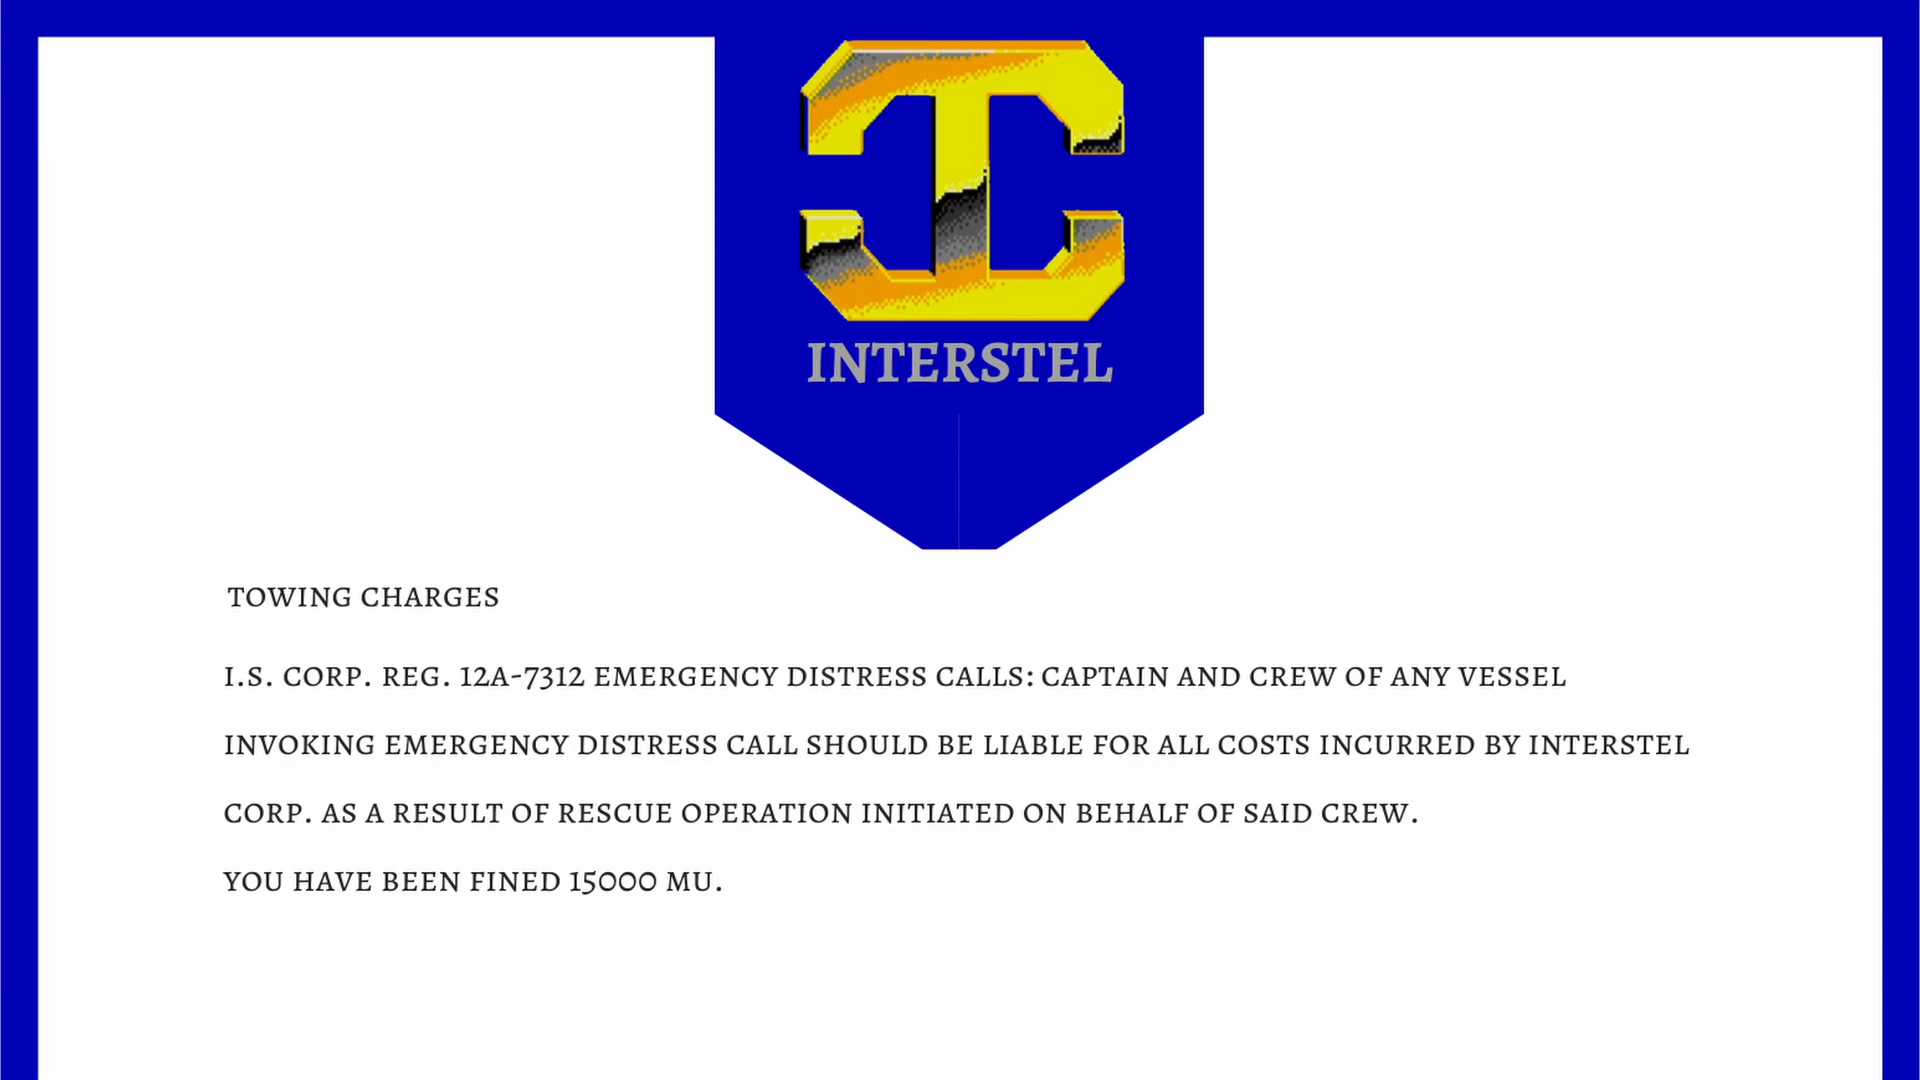 INTERSTEL
TOWING CHARGES
I.S. CORP. REG. 12A-7312 EMERGENCY DISTRESS CALLS: CAPTAIN AND CREW OF ANY VESSEL
INVOKING EMERGENCY DISTRESS CALL SHOULD BE LIABLE FOR ALL COSTS INCURRED BY INTERSTEL
CORP. AS A RESULT OF RESCUE OPERATION INITIATED ON BEHALF OF SAID CREW.
YOU HAVE BEEN FINED 15000 MU.